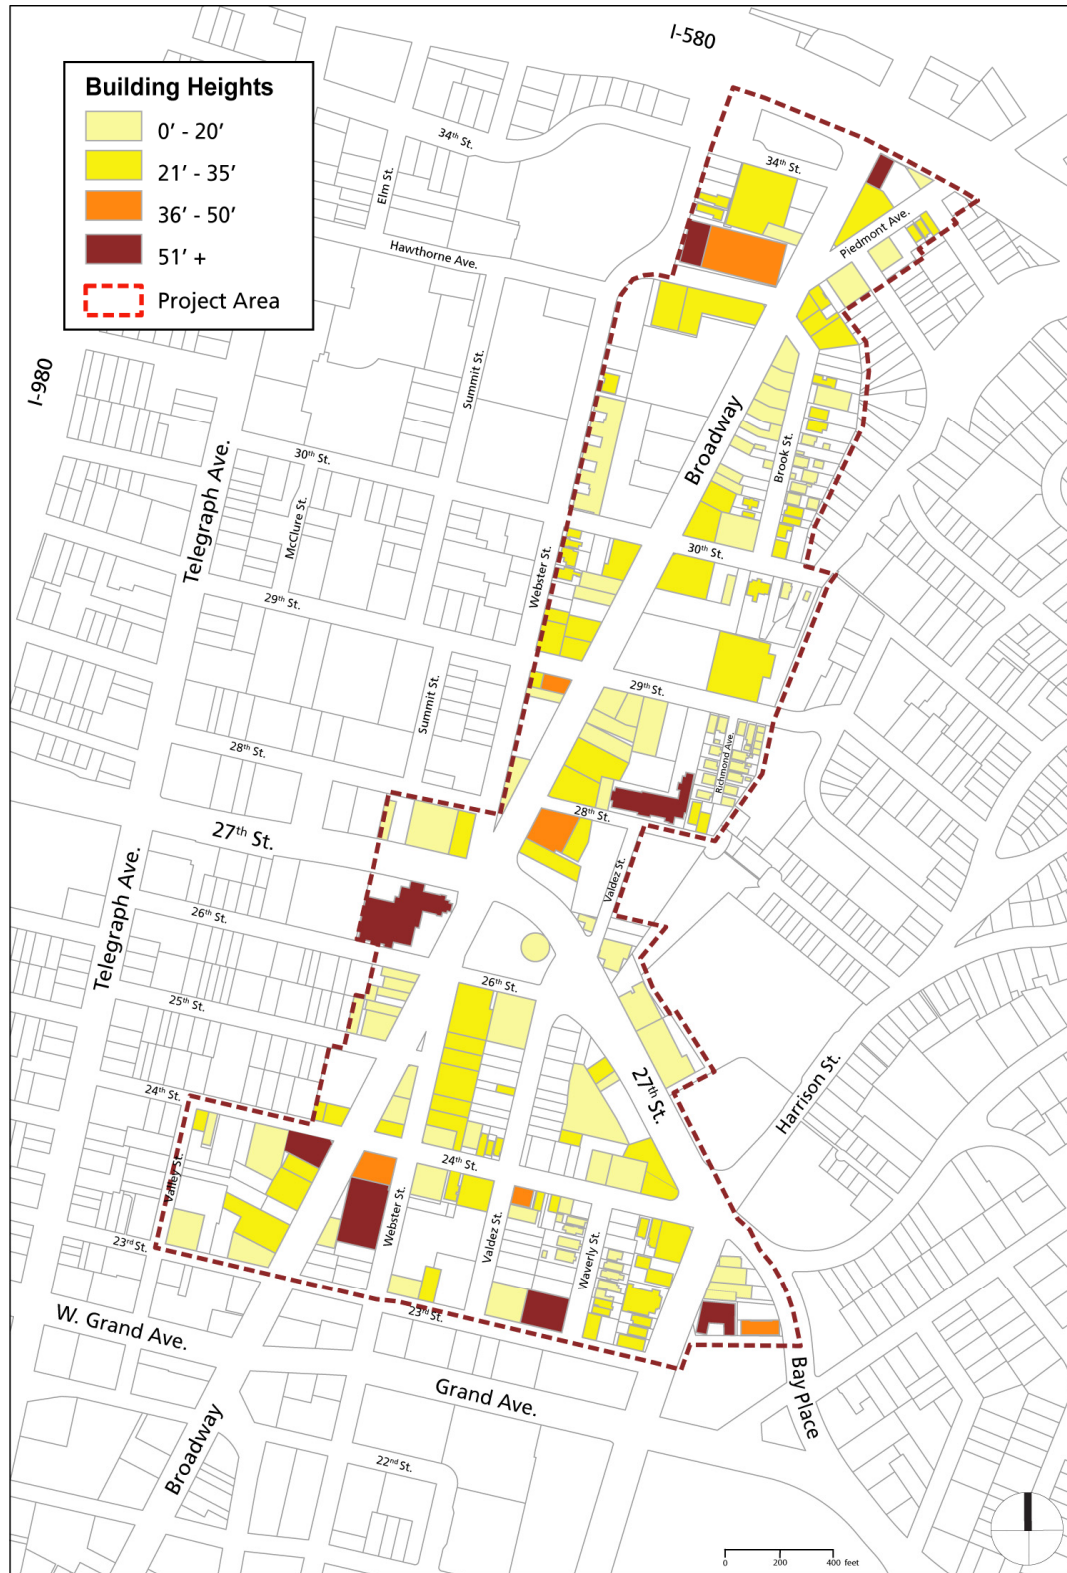 I-580
Building Heights
0' - 20'
21' - 35'
36' - 50'
51' +
Project Area
34th St.
34th St.
Elm St.
Piedmont Ave.
Hawthorne Ave.
I-980
Summit St.
Broadway
Brook St.
Telegraph Ave.
30th St.
McClure St.
30th St.
Webster St.
29th St.
29th St.
Summit St.
Richmond Ave.
28th St.
28th St.
27th St.
Valdez St.
Telegraph Ave.
26th St.
26th St.
25th St.
27th St.
Harrison St.
24th St.
24th St.
Valley St.
Webster St.
Valdez St.
Waverly St.
23rd St.
23rd St.
W. Grand Ave.
Grand Ave.
Bay Place
Broadway
22nd St.
0 200 400 feet